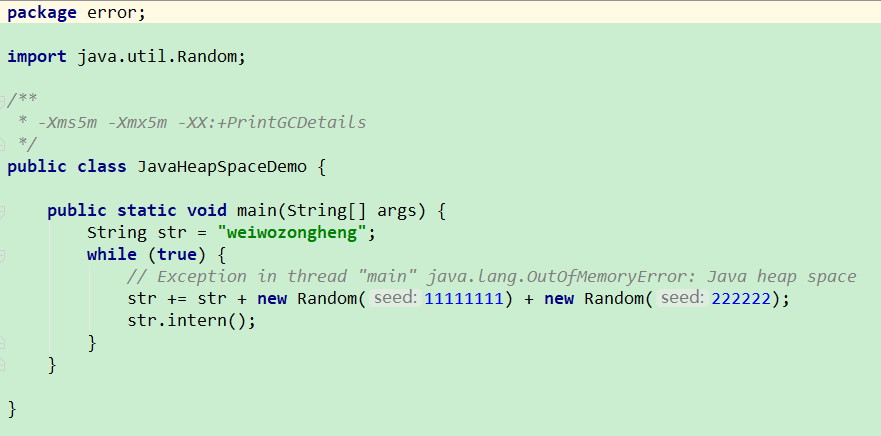 package error;
import java.util.Random;
/**
 * -Xms5m -Xmx5m -XX:+PrintGCDetails
 */
public class JavaHeapSpaceDemo {
    public static void main(String[] args) {
        String str = "weiwozongheng";
        while (true) {
            // Exception in thread "main" java.lang.OutOfMemoryError: Java heap space
            str += str + new Random( seed: 11111111) + new Random( seed: 222222);
            str.intern();
        }
    }
}